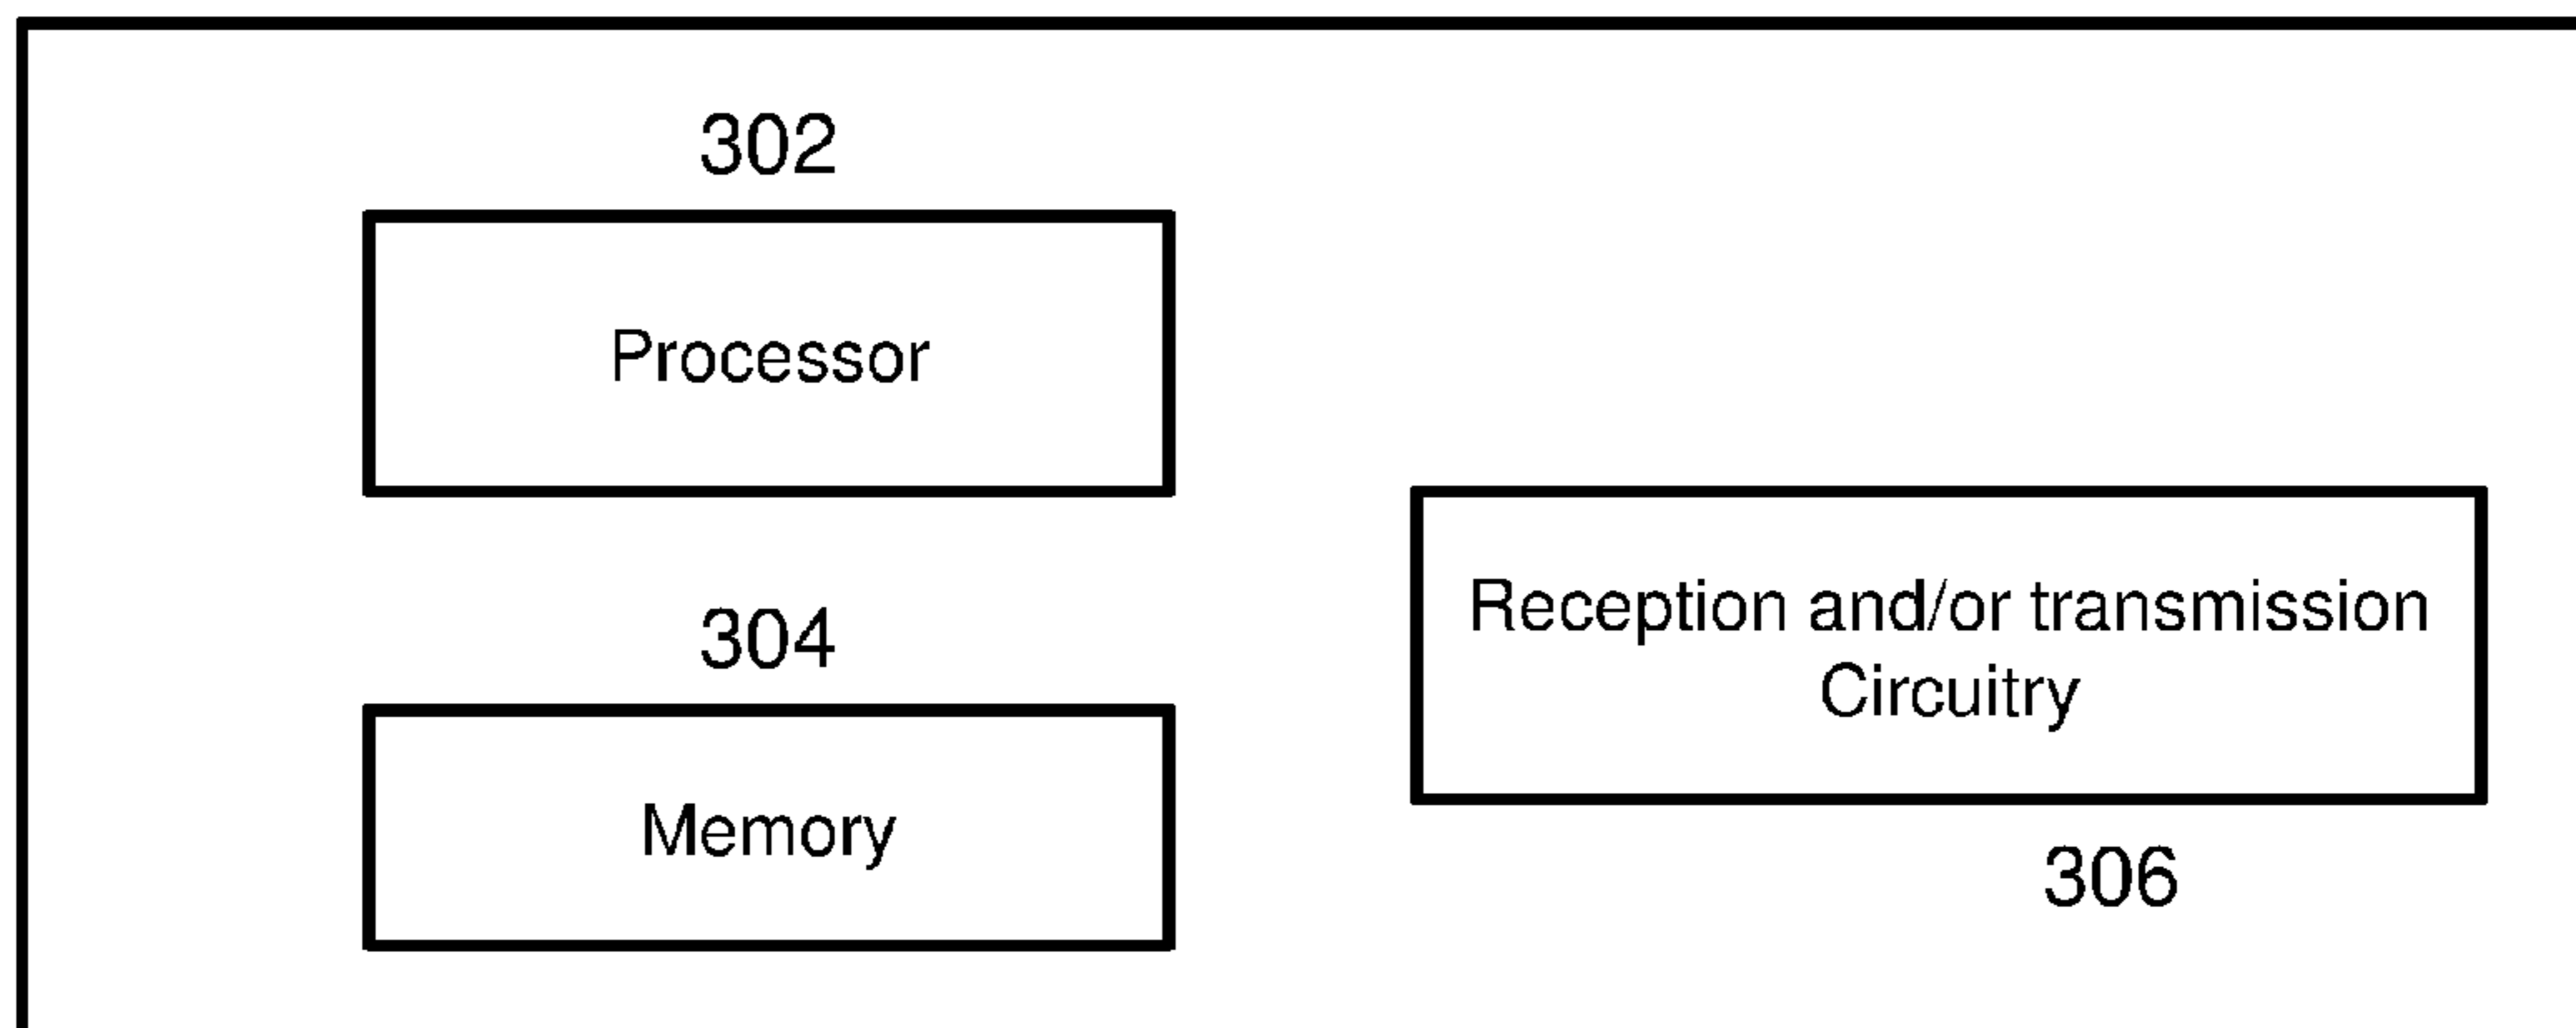 302
Processor
304
Memory
Reception and/or transmission
Circuitry
306